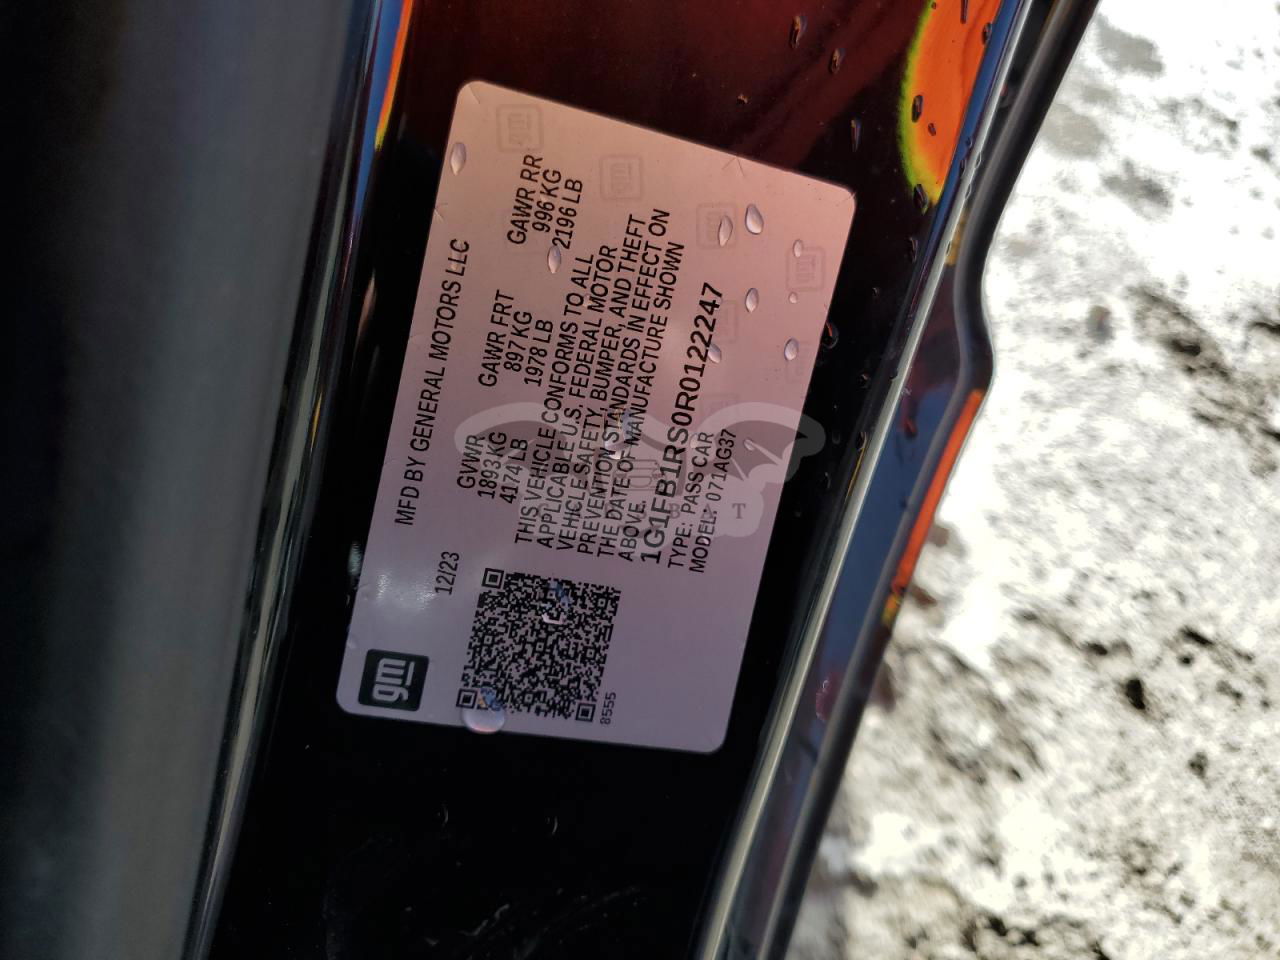 gm
12/23
MFD BY GENERAL MOTORS LLC
GVWR GAWR FRT GAWR RR
1893 KG 897 KG 996 KG
4174 LB 1978 LB 2196 LB
THIS VEHICLE CONFORMS TO ALL
APPLICABLE U.S. FEDERAL MOTOR
VEHICLE SAFETY, BUMPER, AND THEFT
PREVENTION STANDARDS IN EFFECT ON
THE DATE OF MANUFACTURE SHOWN
ABOVE.
1G1FB1RS0R0122247
TYPE: PASS CAR
MODEL: 071AG37
8555